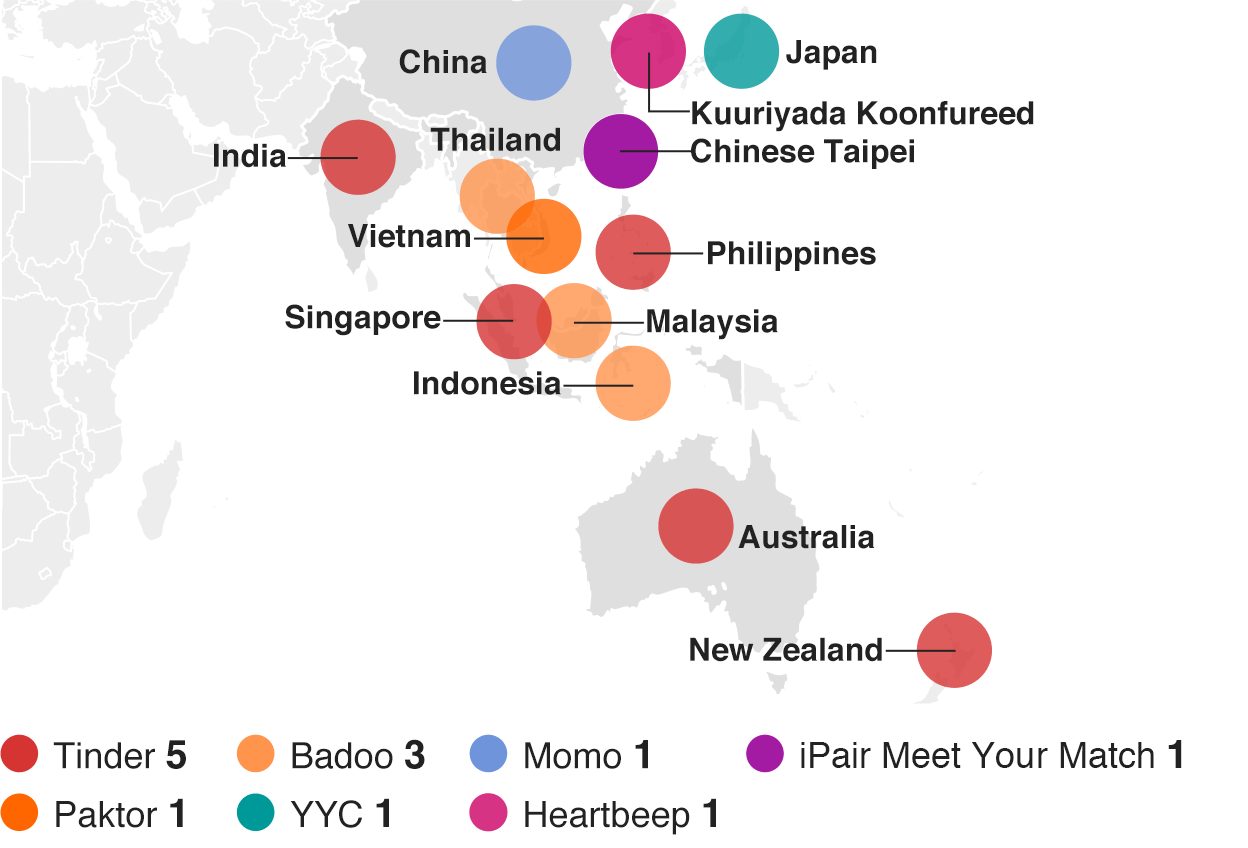 China
Japan
Kuuriyada Koonfureed
Thailand
Chinese Taipei
India
Vietnam
Philippines
Singapore
Malaysia
Indonesia
Australia
New Zealand
Tinder 5
Badoo 3
Momo 1
iPair Meet Your Match 1
Paktor 1
YYC 1
Heartbeep 1